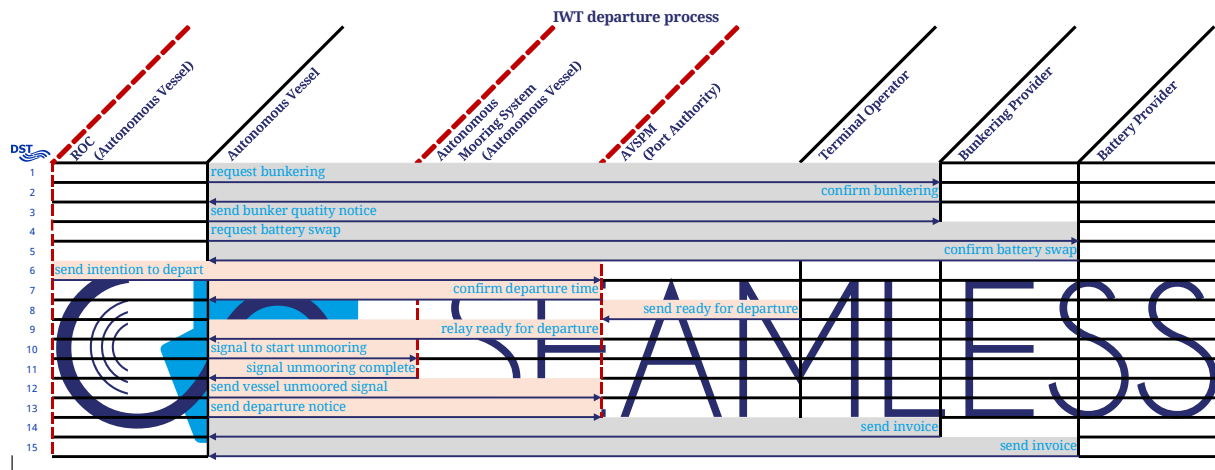 IWT departure process
ROC
(Autonomous Vessel)
Autonomous Vessel
Autonomous
Mooring System
(Autonomous Vessel)
AVSPM
(Port Authority)
Terminal Operator
Bunkering Provider
Battery Provider
DST
1
request bunkering
2
confirm bunkering
3
send bunker quatity notice
4
request battery swap
5
confirm battery swap
6
send intention to depart
7
confirm departure time
8
send ready for departure
9
relay ready for departure
10
signal to start unmooring
11
signal unmooring complete
12
send vessel unmoored signal
13
send departure notice
14
send invoice
15
send invoice
SEAMLESS